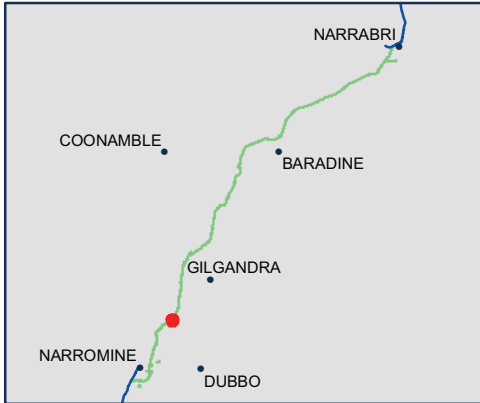 NARRABRI
COONAMBLE
BARADINE
GILGANDRA
NARROMINE
DUBBO